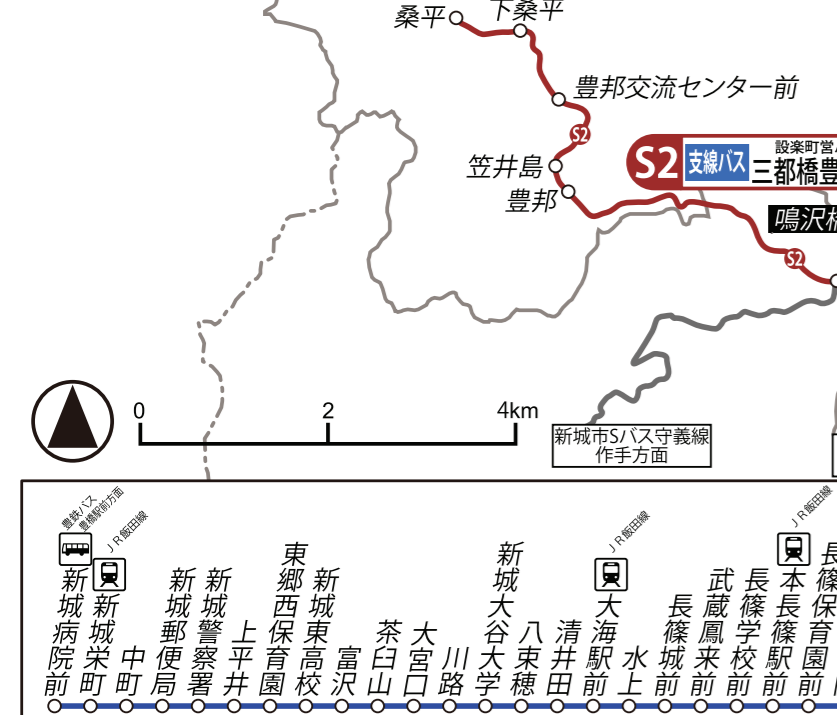 桑平
下桑平
豊邦交流センター前
S2
笠井島
豊邦
S2 支線バス
設楽町営
三都橋豊
鳴沢橋
S2
0 2 4km
新城市Sバス守義線
作手方面
豊鉄バス
豊橋駅前方面
JR飯田線
JR飯田線
JR飯田線
新城病院前
新城栄町
中町
新城郵便局
新城警察署
上平井
東郷西保育園
新城東高校
富沢
茶臼山
大宮口
川路
新城大谷大学
八束穂
清井田
大海駅前
水上
長篠城前
武蔵鳳来前
長篠学校前
本長篠駅前
長篠保育園前